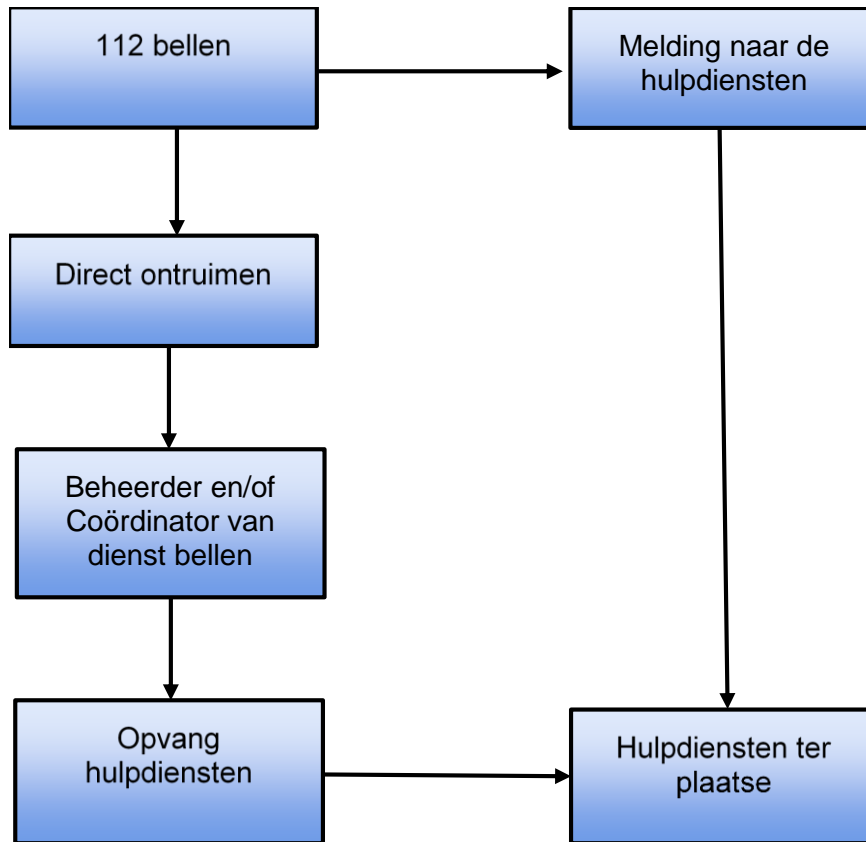 112 bellen
Melding naar de
hulpdiensten
Direct ontruimen
Beheerder en/of
Coördinator van
dienst bellen
Opvang
hulpdiensten
Hulpdiensten ter
plaatse